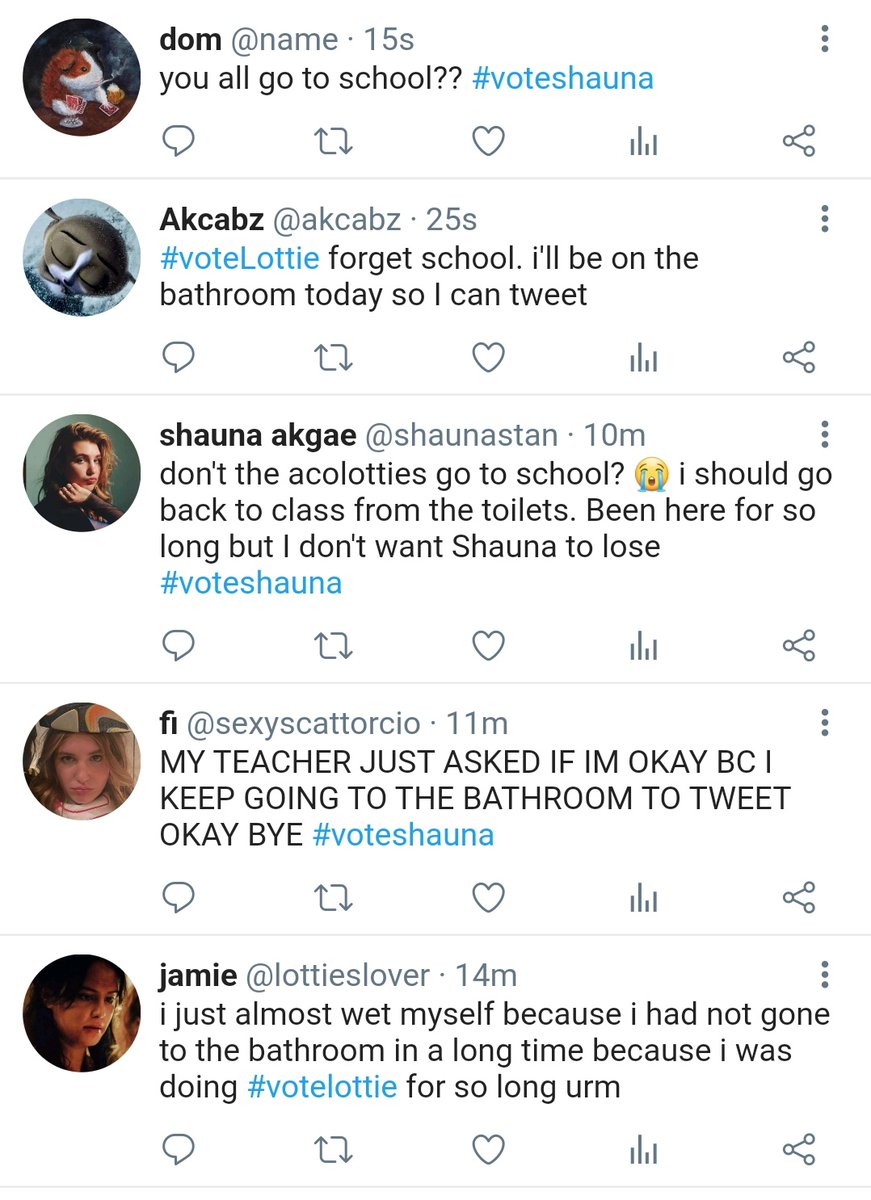 dom @name · 15s
you all go to school?? #voteshauna
Akcabz @akcabz · 25s
#voteLottie forget school. i'll be on the
bathroom today so I can tweet
shauna akgae @shaunastan · 10m
don't the acolotties go to school? 😭 i should go
back to class from the toilets. Been here for so
long but I don't want Shauna to lose
#voteshauna
fi @sexyscattorcio · 11m
MY TEACHER JUST ASKED IF IM OKAY BC I
KEEP GOING TO THE BATHROOM TO TWEET
OKAY BYE #voteshauna
jamie @lottieslover · 14m
i just almost wet myself because i had not gone
to the bathroom in a long time because i was
doing #votelottie for so long urm